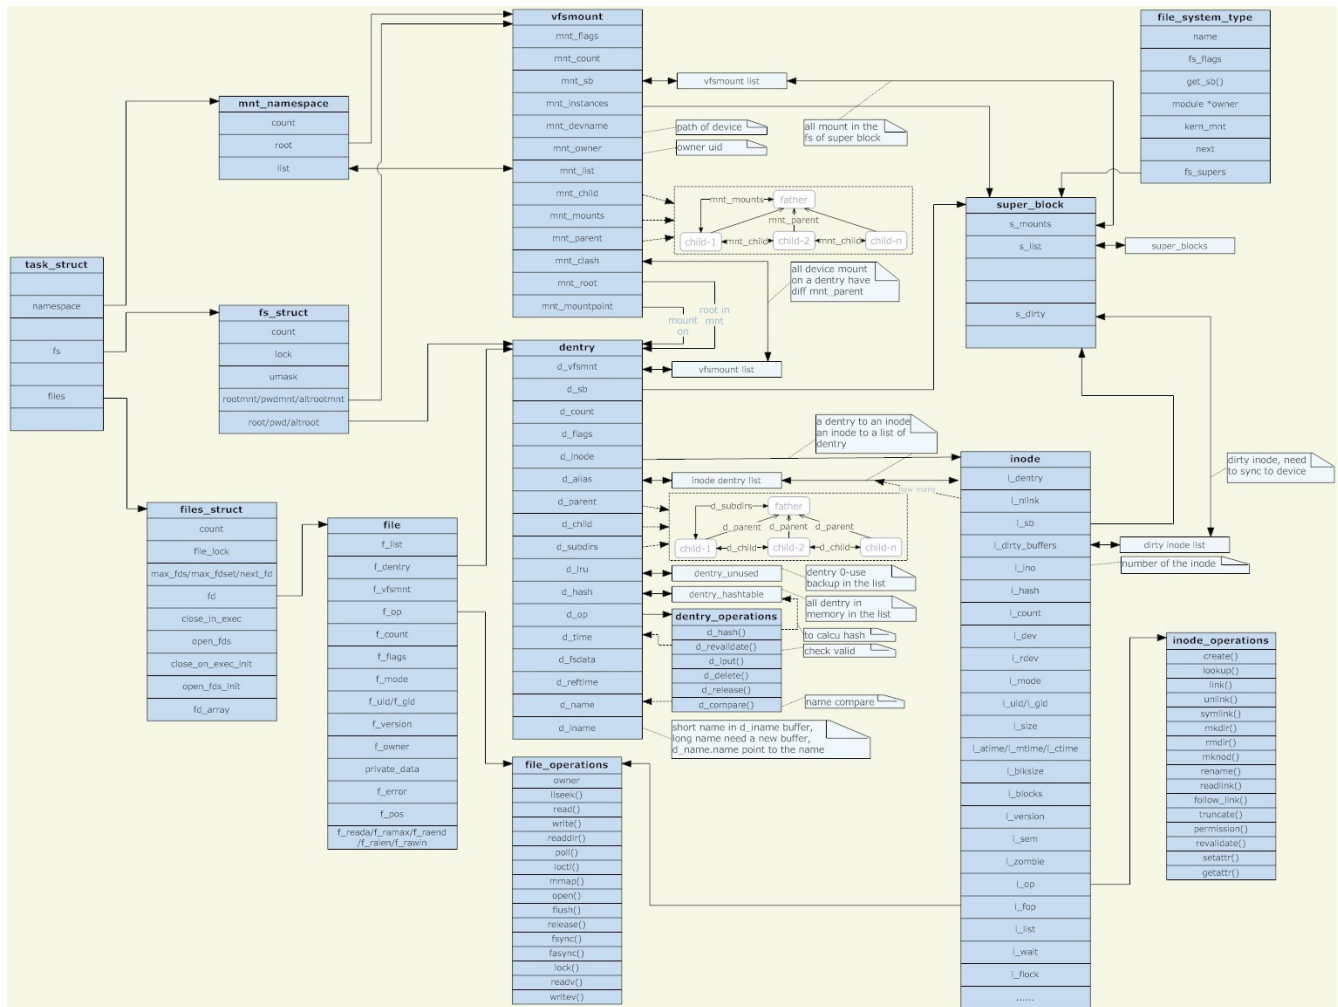 vfsmount
mnt_flags
mnt_count
mnt_sb
mnt_instances
mnt_devname
mnt_owner
mnt_list
mnt_child
mnt_mounts
mnt_parent
mnt_clash
mnt_root
mnt_mountpoint
file_system_type
name
fs_flags
get_sb()
module *owner
kern_mnt
next
fs_supers
mnt_namespace
count
root
list
vfsmount list
path of device
owner uid
all mount in the
fs of super block
mnt_mounts
father
mnt_parent
child-1
mnt_child
child-2
mnt_child
child-n
all device mount
on a dentry have
diff mnt_parent
root in
mnt
mount
on
super_block
s_mounts
s_list
s_dirty
super_blocks
task_struct
namespace
fs
files
fs_struct
count
lock
umask
rootmnt/pwdmnt/altrootmnt
root/pwd/altroot
dentry
d_vfsmnt
d_sb
d_count
d_flags
d_inode
d_alias
d_parent
d_child
d_subdirs
d_lru
d_hash
d_op
d_time
d_fsdata
d_reftime
d_name
d_iname
vfsmount list
a dentry to an inode
an inode to a list of
dentry
inode dentry list
how many
d_subdirs
father
d_parent
d_parent
d_parent
child-1
d_child
child-2
d_child
child-n
dentry_unused
dentry 0-use
backup in the list
dentry_hashtable
all dentry in
memory in the list
dentry_operations
d_hash()
d_revalidate()
d_iput()
d_delete()
d_release()
d_compare()
to calcu hash
check valid
name compare
short name in d_iname buffer,
long name need a new buffer,
d_name.name point to the name
inode
i_dentry
i_nlink
i_sb
i_dirty_buffers
i_ino
i_hash
i_count
i_dev
i_rdev
i_mode
i_uid/i_gid
i_size
i_atime/i_mtime/i_ctime
i_blksize
i_blocks
i_version
i_sem
i_zombie
i_op
i_fop
i_list
i_wait
i_flock
......
dirty inode, need
to sync to device
dirty inode list
number of the inode
files_struct
count
file_lock
max_fds/max_fdset/next_fd
fd
close_in_exec
open_fds
close_on_exec_init
open_fds_init
fd_array
file
f_list
f_dentry
f_vfsmnt
f_op
f_count
f_flags
f_mode
f_uid/f_gid
f_version
f_owner
private_data
f_error
f_pos
f_reada/f_ramax/f_raend
/f_ralen/f_rawin
file_operations
owner
llseek()
read()
write()
readdir()
poll()
ioctl()
mmap()
open()
flush()
release()
fsync()
fasync()
lock()
readv()
writev()
inode_operations
create()
lookup()
link()
unlink()
symlink()
mkdir()
rmdir()
mknod()
rename()
readlink()
follow_link()
truncate()
permission()
revalidate()
setattr()
getattr()